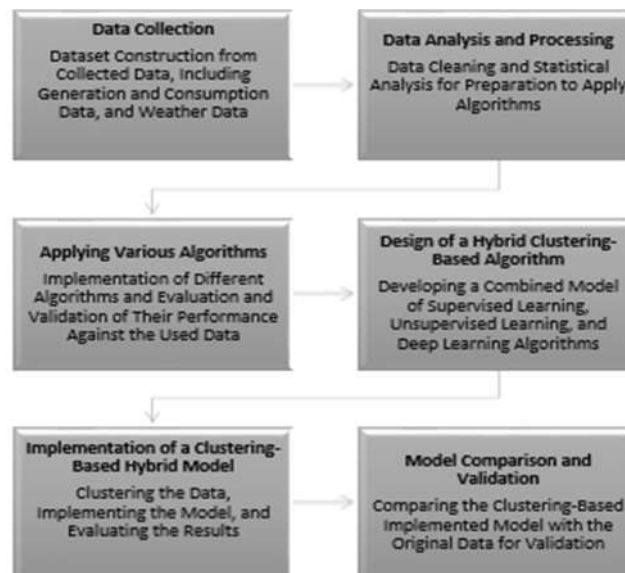 Data Collection
Dataset Construction from
Collected Data, Including
Generation and Consumption
Data, and Weather Data
Data Analysis and Processing
Data Cleaning and Statistical
Analysis for Preparation to Apply
Algorithms
Applying Various Algorithms
Implementation of Different
Algorithms and Evaluation and
Validation of Their Performance
Against the Used Data
Design of a Hybrid Clustering-
Based Algorithm
Developing a Combined Model
of Supervised Learning,
Unsupervised Learning, and
Deep Learning Algorithms
Implementation of a Clustering-
Based Hybrid Model
Clustering the Data,
Implementing the Model, and
Evaluating the Results
Model Comparison and
Validation
Comparing the Clustering-Based
Implemented Model with the
Original Data for Validation